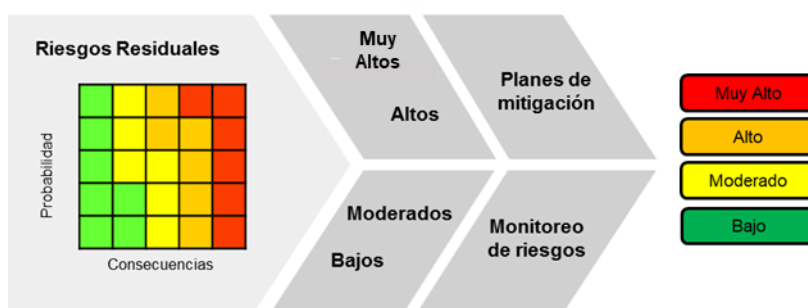 Riesgos Residuales
Probabilidad
Consecuencias
Muy
Altos
Altos
Moderados
Bajos
Planes de
mitigación
Monitoreo
de riesgos
Muy Alto
Alto
Moderado
Bajo